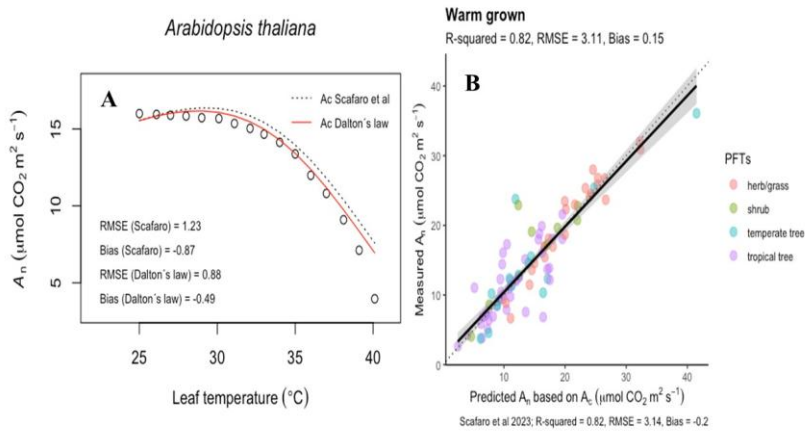 Arabidopsis thaliana
A
Ac Scafaro et al
Ac Dalton´s law
RMSE (Scafaro) = 1.23
Bias (Scafaro) = -0.87
RMSE (Dalton´s law) = 0.88
Bias (Dalton´s law) = -0.49
Aₙ (μmol CO₂ m² s⁻¹)
15
10
5
25 30 35 40
Leaf temperature (°C)
Warm grown
R-squared = 0.82, RMSE = 3.11, Bias = 0.15
B
Measured Aₙ (μmol CO₂ m² s⁻¹)
40
30
20
10
0
10 20 30 40
Predicted Aₙ based on A꜀ (μmol CO₂ m² s⁻¹)
Scafaro et al 2023; R-squared = 0.82, RMSE = 3.14, Bias = -0.2
PFTs
herb/grass
shrub
temperate tree
tropical tree